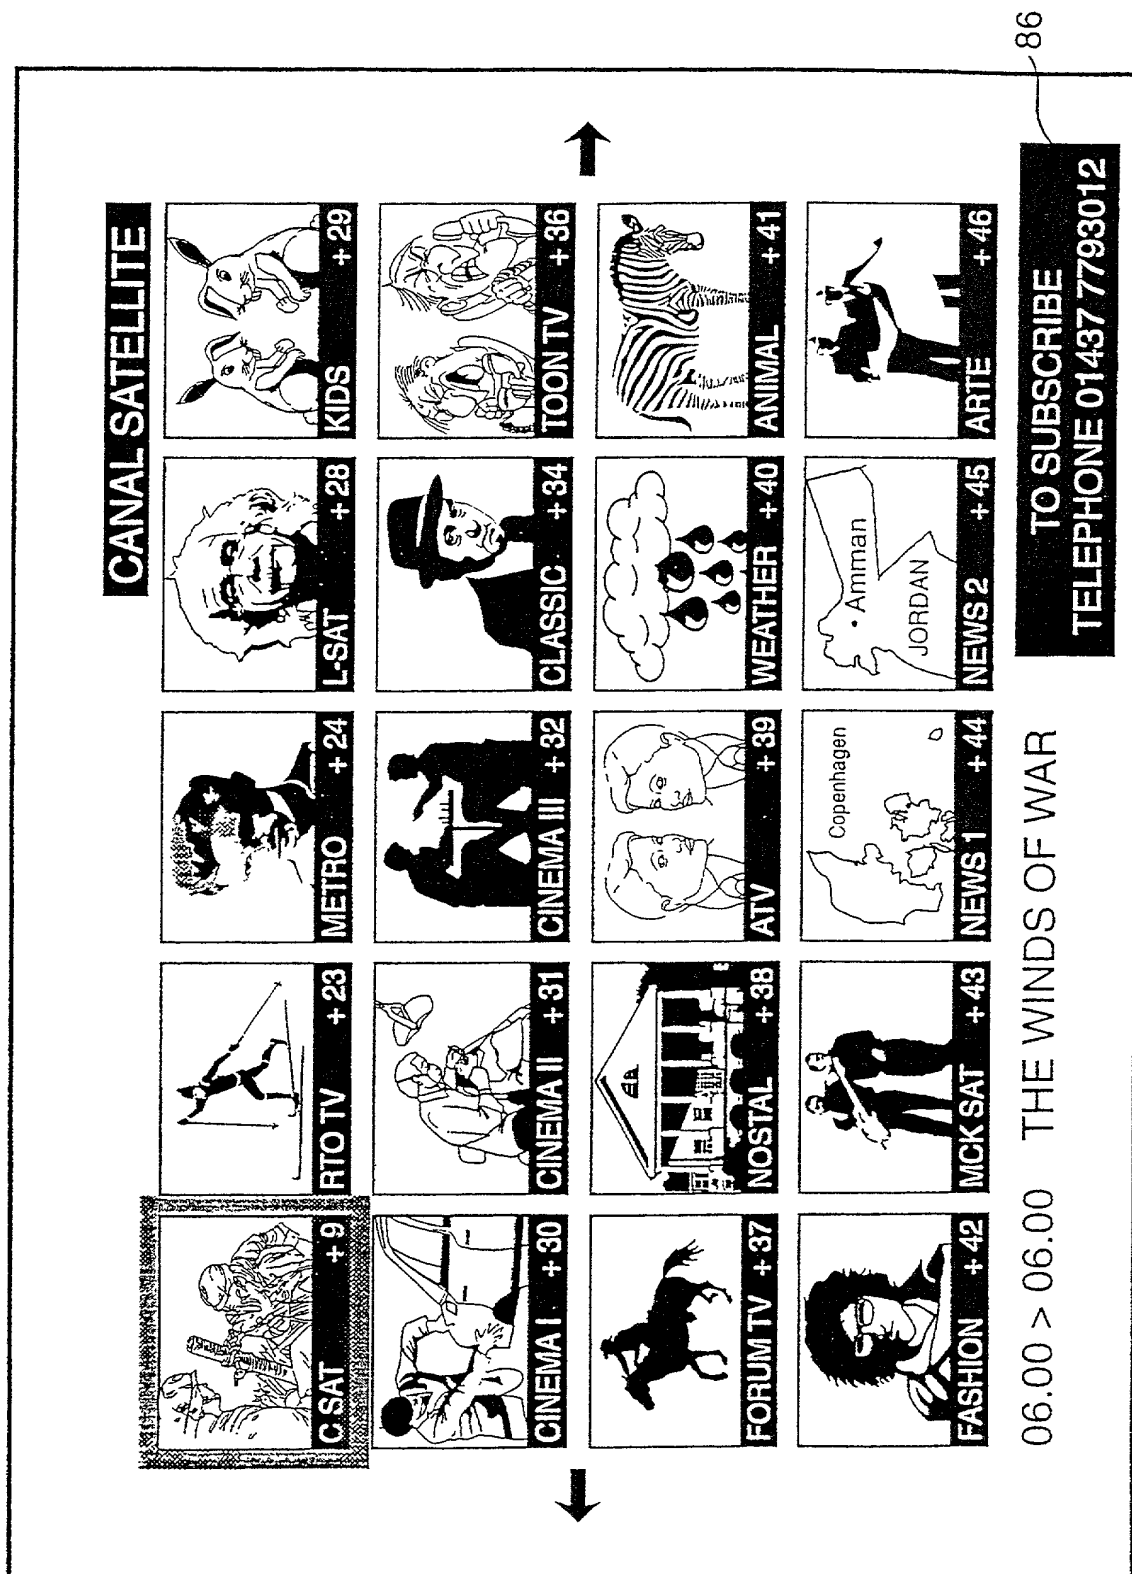 CANAL SATELLITE
C SAT +9
RTO TV +23
METRO +24
L-SAT +28
KIDS +29
CINEMA I +30
CINEMA II +31
CINEMA III +32
CLASSIC +34
TOON TV +36
FORUM TV +37
NOSTAL +38
ATV +39
WEATHER +40
ANIMAL +41
Copenhagen
Amman
JORDAN
FASHION +42
MCK SAT +43
NEWS 1 +44
NEWS 2 +45
ARTE +46
06.00 > 06.00 THE WINDS OF WAR
TO SUBSCRIBE
TELEPHONE 01437 7793012
86